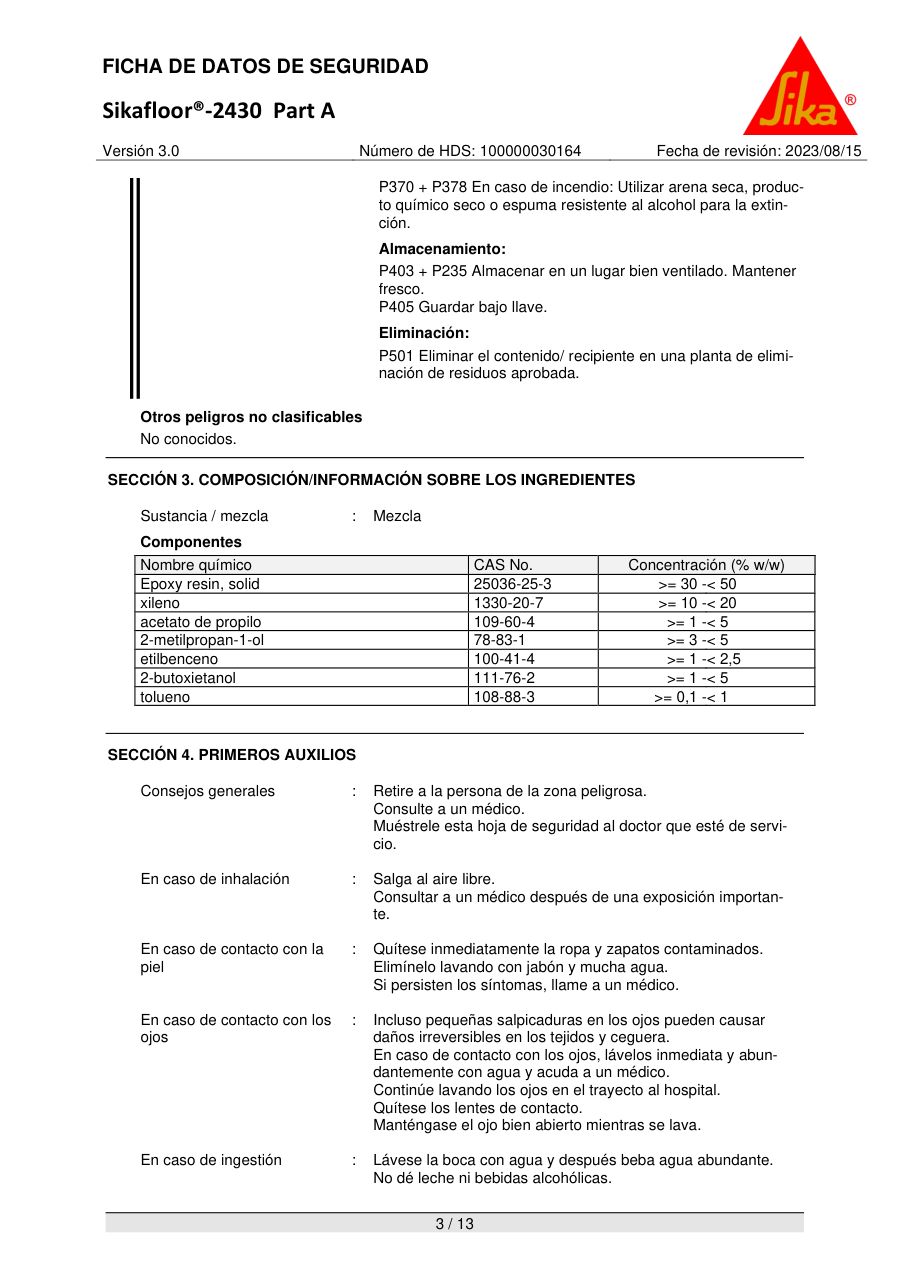 FICHA DE DATOS DE SEGURIDAD
Sikafloor®-2430 Part A
Sika®
Versión 3.0 Número de HDS: 100000030164 Fecha de revisión: 2023/08/15
P370 + P378 En caso de incendio: Utilizar arena seca, produc-
to químico seco o espuma resistente al alcohol para la extin-
ción.
Almacenamiento:
P403 + P235 Almacenar en un lugar bien ventilado. Mantener
fresco.
P405 Guardar bajo llave.
Eliminación:
P501 Eliminar el contenido/ recipiente en una planta de elimi-
nación de residuos aprobada.
Otros peligros no clasificables
No conocidos.
SECCIÓN 3. COMPOSICIÓN/INFORMACIÓN SOBRE LOS INGREDIENTES
Sustancia / mezcla : Mezcla
Componentes
Nombre químico CAS No. Concentración (% w/w)
Epoxy resin, solid 25036-25-3 >= 30 -< 50
xileno 1330-20-7 >= 10 -< 20
acetato de propilo 109-60-4 >= 1 -< 5
2-metilpropan-1-ol 78-83-1 >= 3 -< 5
etilbenceno 100-41-4 >= 1 -< 2,5
2-butoxietanol 111-76-2 >= 1 -< 5
tolueno 108-88-3 >= 0,1 -< 1
SECCIÓN 4. PRIMEROS AUXILIOS
Consejos generales : Retire a la persona de la zona peligrosa.
Consulte a un médico.
Muéstrele esta hoja de seguridad al doctor que esté de servi-
cio.
En caso de inhalación : Salga al aire libre.
Consultar a un médico después de una exposición importan-
te.
En caso de contacto con la : Quítese inmediatamente la ropa y zapatos contaminados.
piel Elimínelo lavando con jabón y mucha agua.
Si persisten los síntomas, llame a un médico.
En caso de contacto con los : Incluso pequeñas salpicaduras en los ojos pueden causar
ojos daños irreversibles en los tejidos y ceguera.
En caso de contacto con los ojos, lávelos inmediata y abun-
dantemente con agua y acuda a un médico.
Continúe lavando los ojos en el trayecto al hospital.
Quítese los lentes de contacto.
Manténgase el ojo bien abierto mientras se lava.
En caso de ingestión : Lávese la boca con agua y después beba agua abundante.
No dé leche ni bebidas alcohólicas.
3 / 13